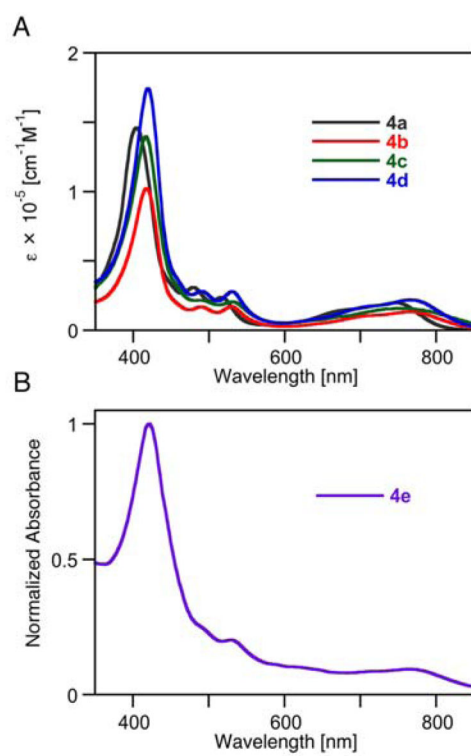 A
2
1
0
ε × 10⁻⁵ [cm⁻¹M⁻¹]
4a
4b
4c
4d
400 600 800
Wavelength [nm]
B
1
0.5
0
Normalized Absorbance
4e
400 600 800
Wavelength [nm]